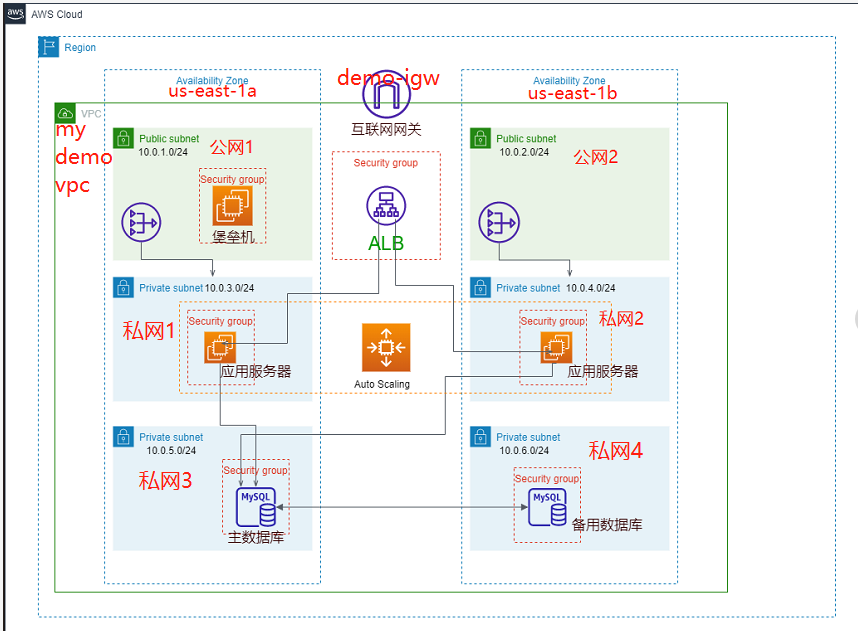 aws
AWS Cloud
Region
Availability Zone
us-east-1a
demo-igw
Availability Zone
us-east-1b
VPC
my
demo
vpc
互联网网关
Public subnet
10.0.1.0/24
公网1
Security group
堡垒机
Security group
ALB
Public subnet
10.0.2.0/24
公网2
Private subnet 10.0.3.0/24
私网1
Security group
应用服务器
Auto Scaling
Private subnet 10.0.4.0/24
私网2
Security group
应用服务器
Private subnet
10.0.5.0/24
私网3
Security group
MySQL
主数据库
Private subnet
10.0.6.0/24
私网4
Security group
MySQL
备用数据库